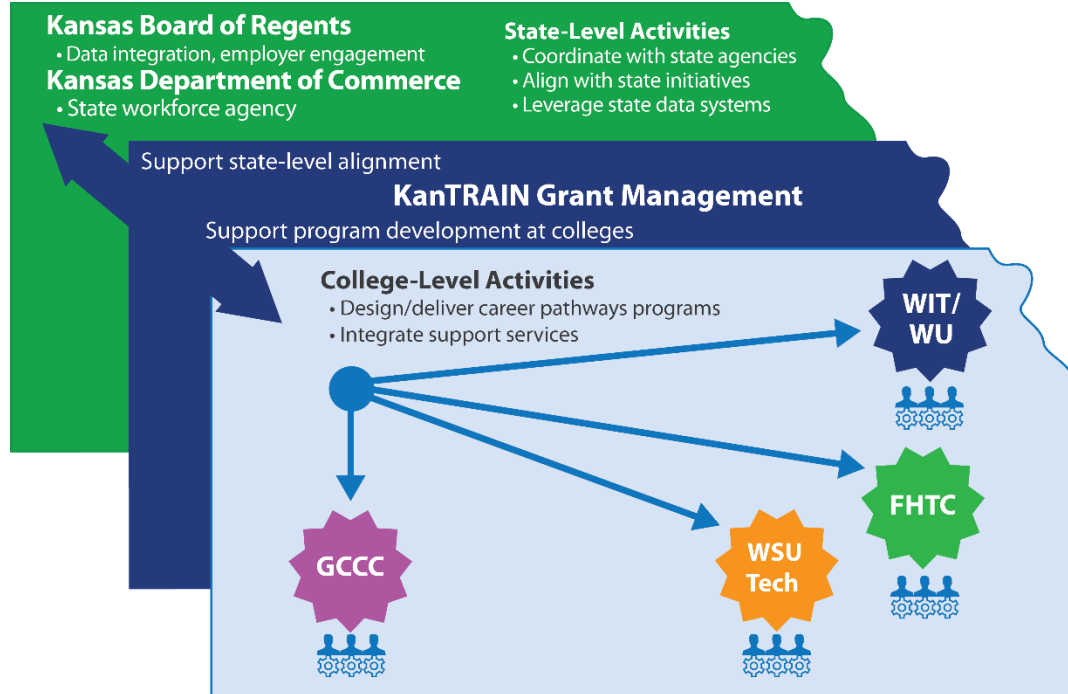 Kansas Board of Regents
• Data integration, employer engagement
Kansas Department of Commerce
• State workforce agency
State-Level Activities
• Coordinate with state agencies
• Align with state initiatives
• Leverage state data systems
Support state-level alignment
KanTRAIN Grant Management
Support program development at colleges
College-Level Activities
• Design/deliver career pathways programs
• Integrate support services
WIT/
WU
FHTC
WSU
Tech
GCCC